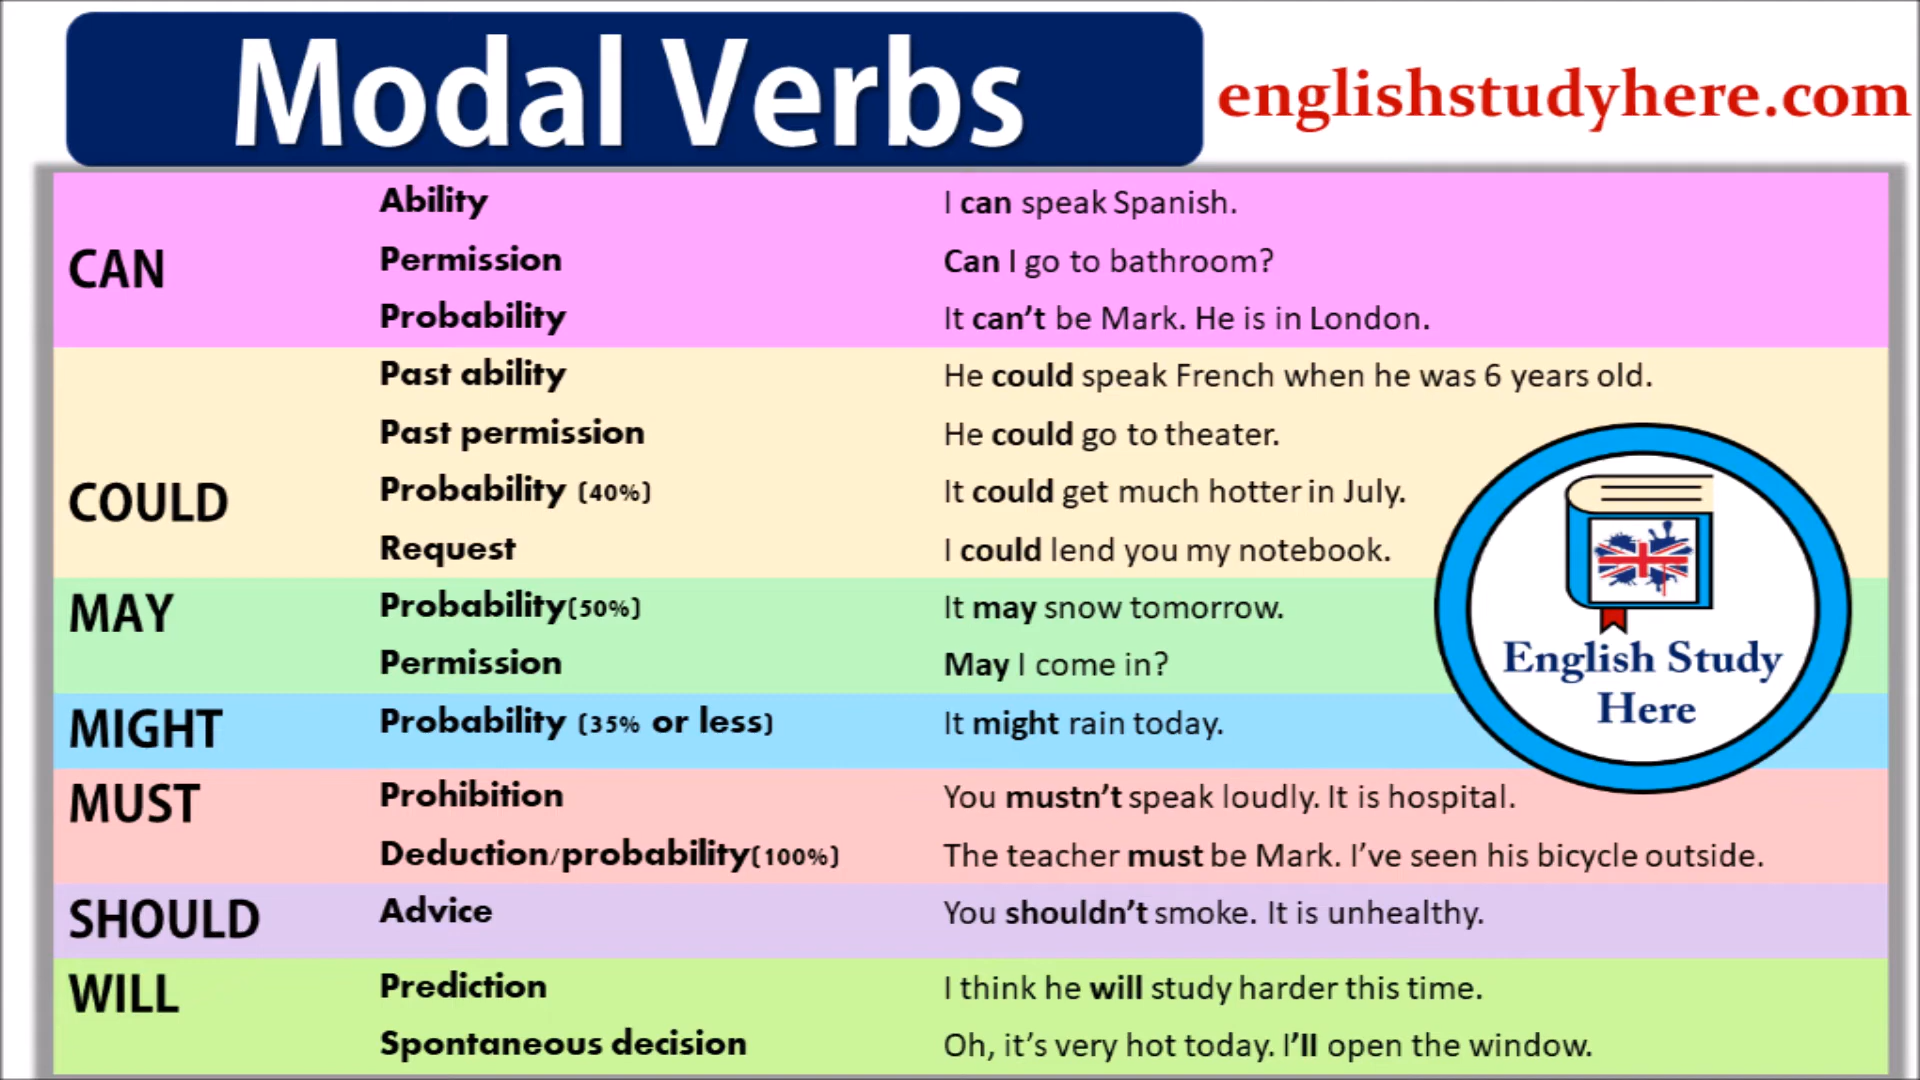 Modal Verbs
englishstudyhere.com
CAN
Ability I can speak Spanish.
Permission Can I go to bathroom?
Probability It can’t be Mark. He is in London.
COULD
Past ability He could speak French when he was 6 years old.
Past permission He could go to theater.
Probability (40%) It could get much hotter in July.
Request I could lend you my notebook.
MAY
Probability(50%) It may snow tomorrow.
Permission May I come in?
MIGHT
Probability (35% or less) It might rain today.
MUST
Prohibition You mustn’t speak loudly. It is hospital.
Deduction/probability(100%) The teacher must be Mark. I’ve seen his bicycle outside.
SHOULD
Advice You shouldn’t smoke. It is unhealthy.
WILL
Prediction I think he will study harder this time.
Spontaneous decision Oh, it’s very hot today. I’ll open the window.
English Study
Here